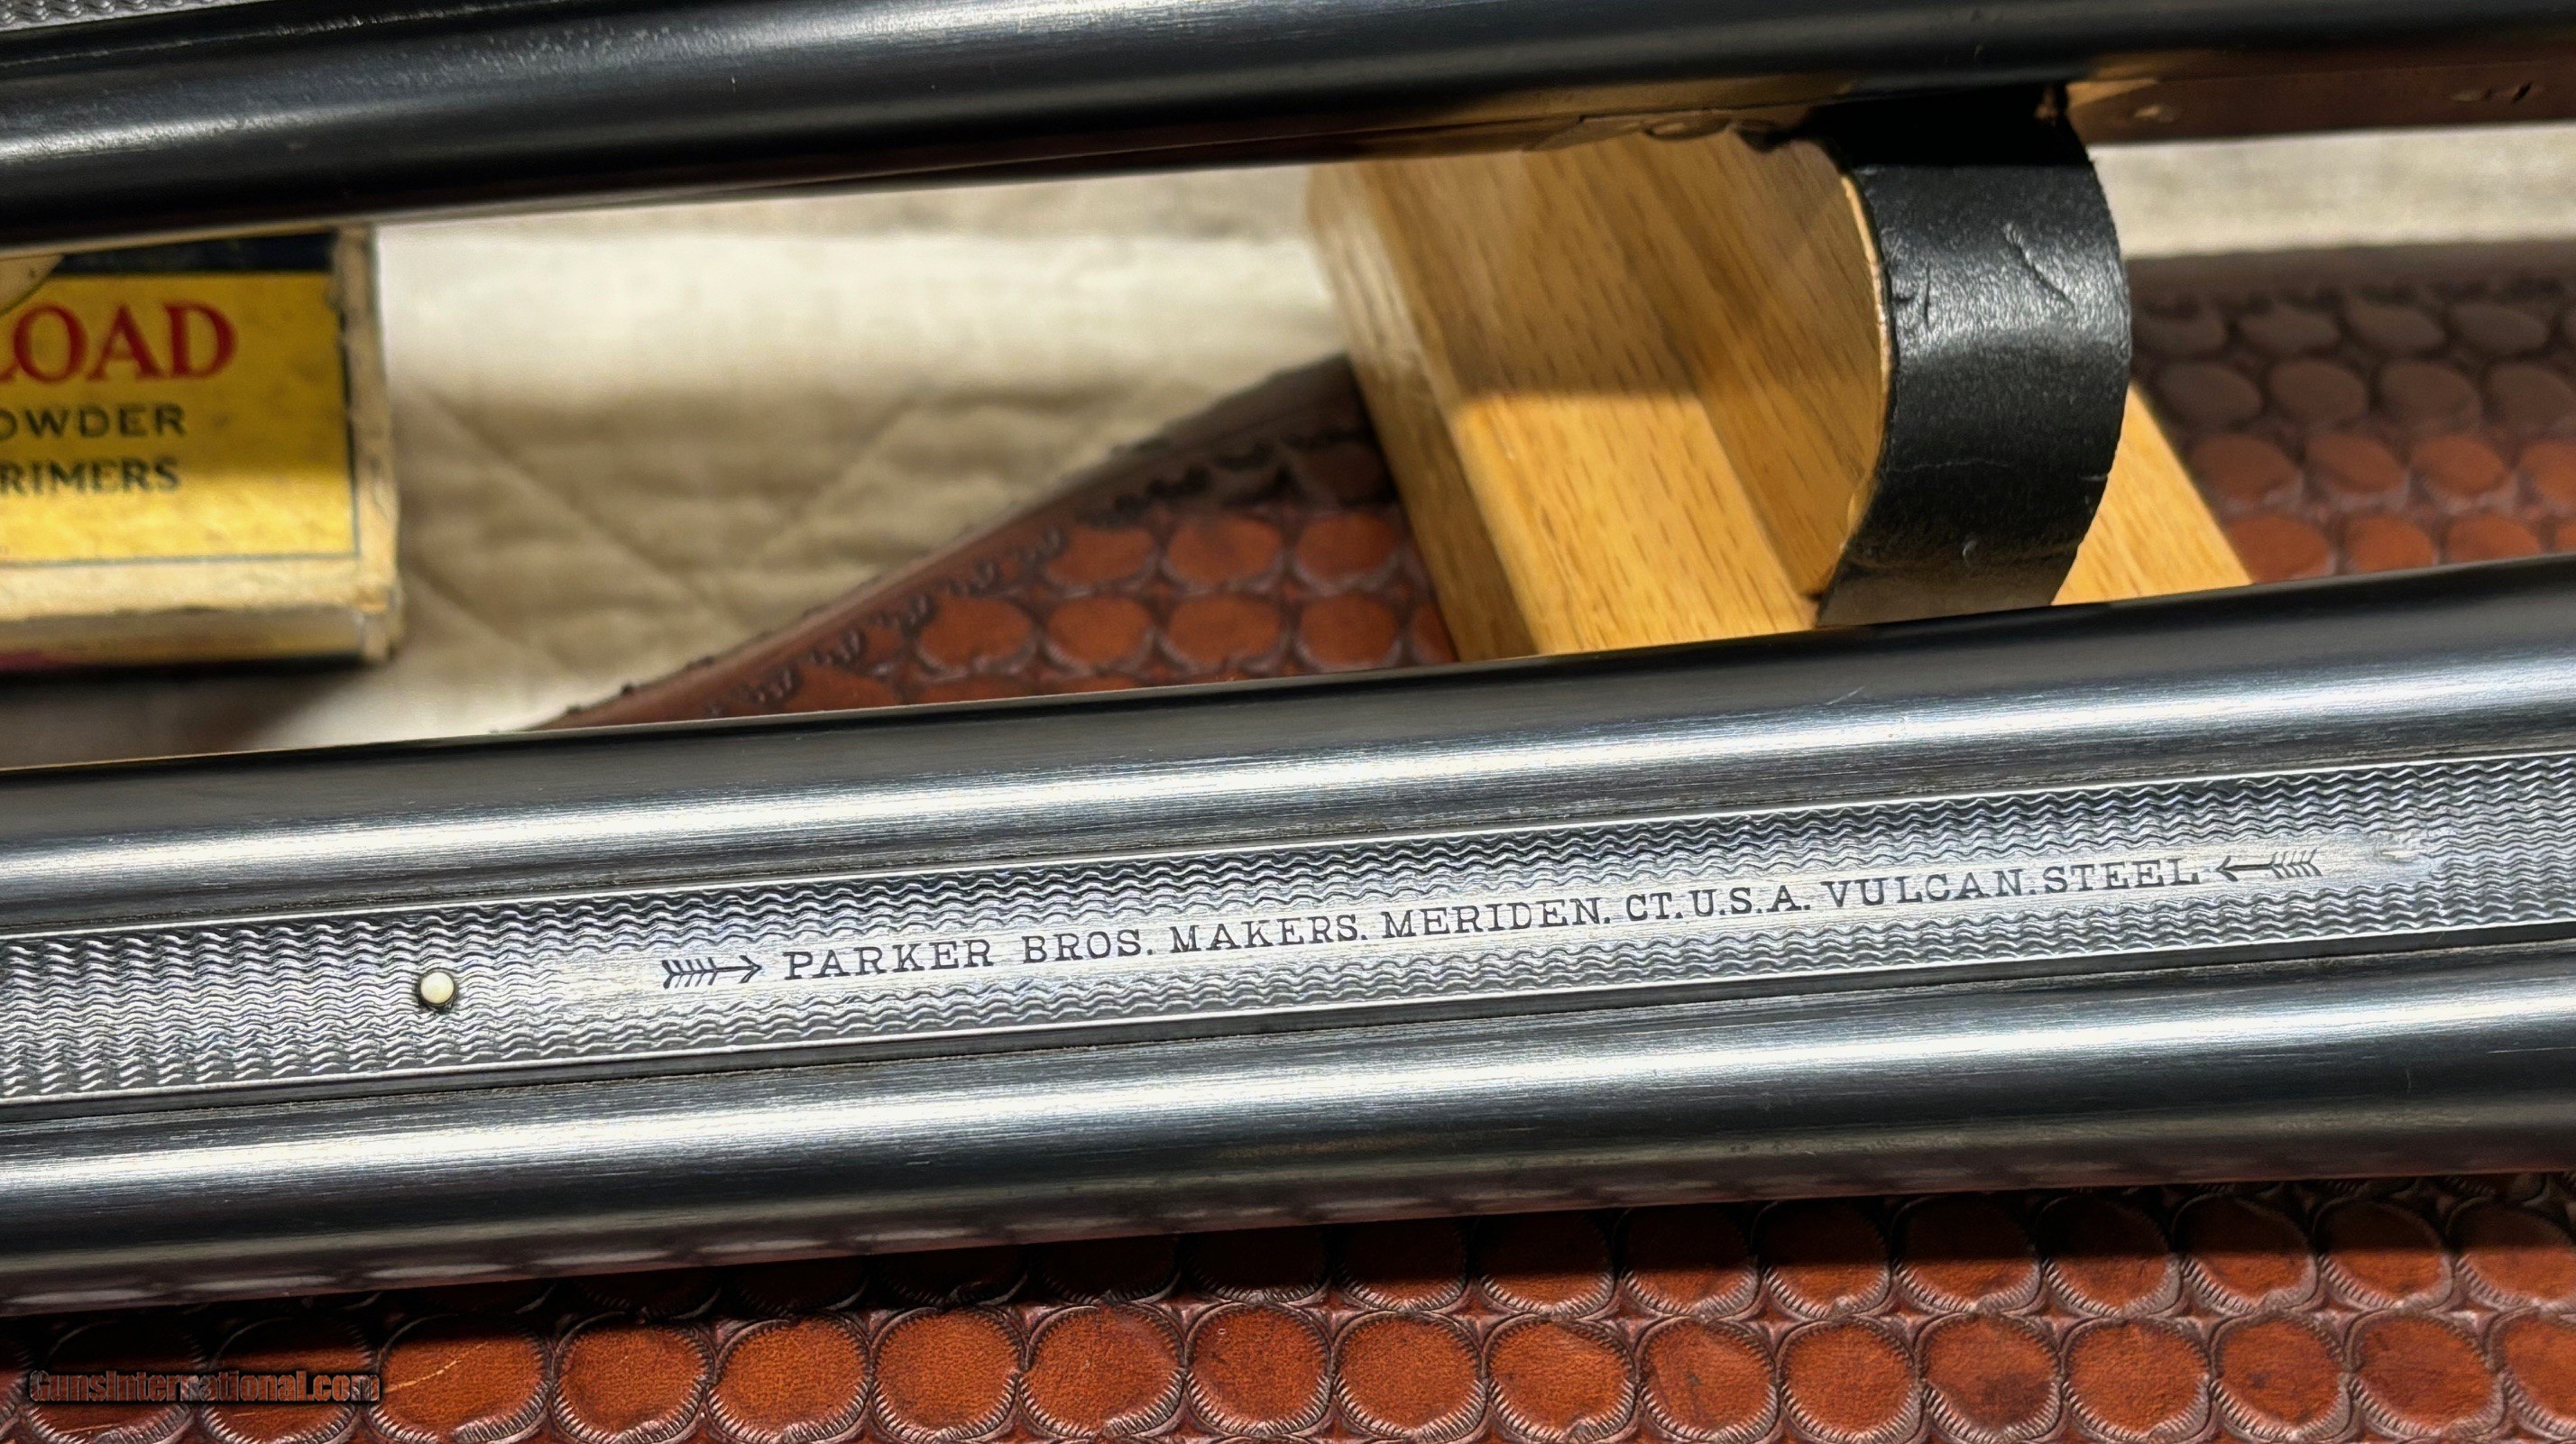 LOAD
OWDER
RIMERS
PARKER BROS. MAKERS. MERIDEN. CT. U.S.A. VULCAN. STEEL
GunsInternational.com